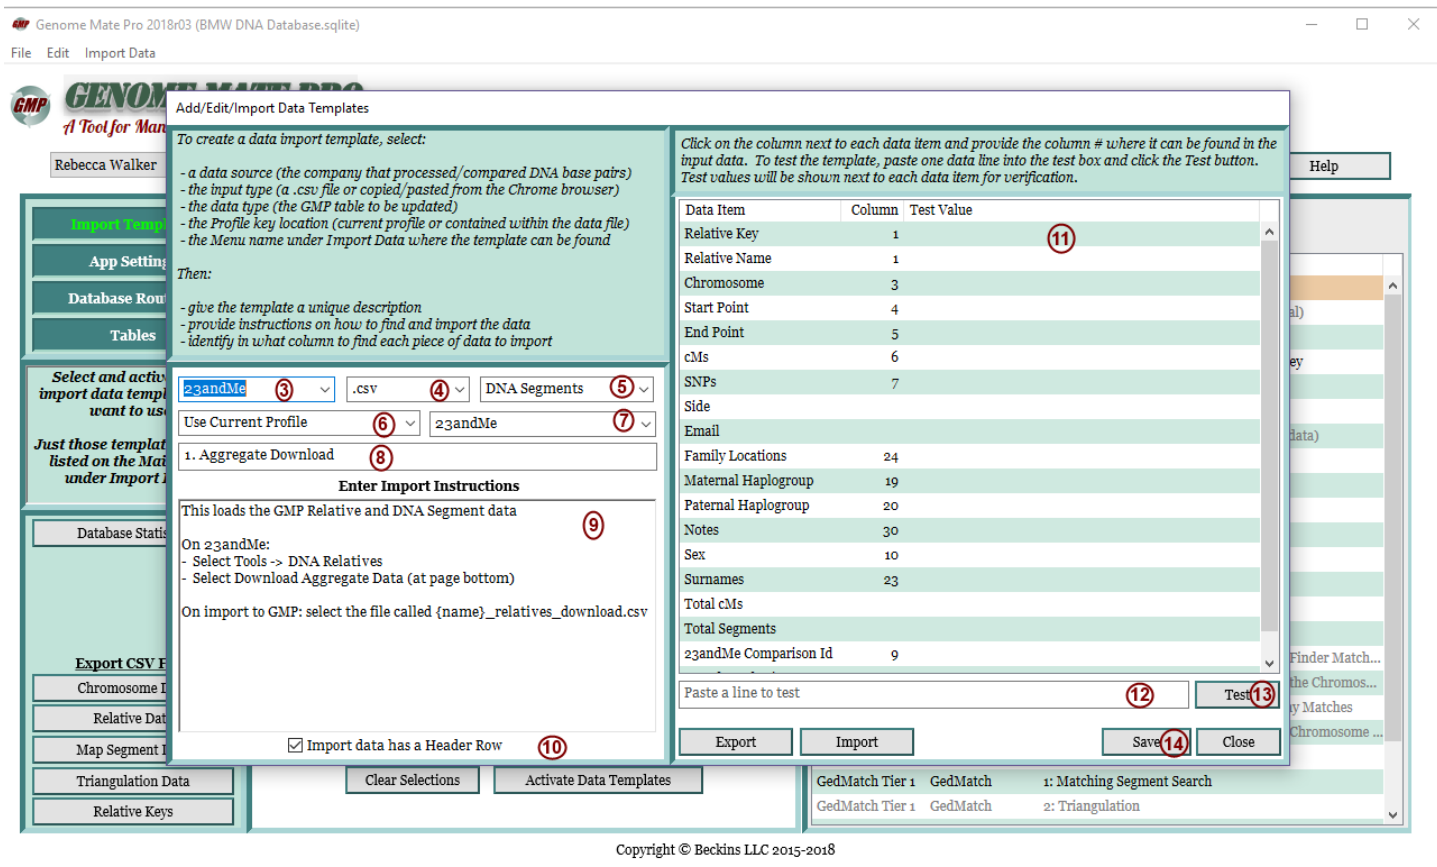 Genome Mate Pro 2018r03 (BMW DNA Database.sqlite)
File Edit Import Data
GMP
GENOME MATE PRO
A Tool for Man
Rebecca Walker
Help
Import Templ
App Setting
Database Rou
Tables
Select and activ
import data templ
want to us
Just those templat
listed on the Mai
under Import
Database Statis
Export CSV F
Chromosome D
Relative Dat
Map Segment D
Triangulation Data
Relative Keys
Add/Edit/Import Data Templates
To create a data import template, select:
- a data source (the company that processed/compared DNA base pairs)
- the input type (a .csv file or copied/pasted from the Chrome browser)
- the data type (the GMP table to be updated)
- the Profile key location (current profile or contained within the data file)
- the Menu name under Import Data where the template can be found
Then:
- give the template a unique description
- provide instructions on how to find and import the data
- identify in what column to find each piece of data to import
23andMe 3 .csv 4 DNA Segments 5
Use Current Profile 6 23andMe 7
1. Aggregate Download 8
Enter Import Instructions
This loads the GMP Relative and DNA Segment data
9
On 23andMe:
- Select Tools -> DNA Relatives
- Select Download Aggregate Data (at page bottom)
On import to GMP: select the file called {name}_relatives_download.csv
Import data has a Header Row 10
Click on the column next to each data item and provide the column # where it can be found in the
input data. To test the template, paste one data line into the test box and click the Test button.
Test values will be shown next to each data item for verification.
Data Item Column Test Value
Relative Key 1 11
Relative Name 1
Chromosome 3
Start Point 4
End Point 5
cMs 6
SNPs 7
Side
Email
Family Locations 24
Maternal Haplogroup 19
Paternal Haplogroup 20
Notes 30
Sex 10
Surnames 23
Total cMs
Total Segments
23andMe Comparison Id 9
Paste a line to test 12 Test 13
Export Import Save 14 Close
Clear Selections Activate Data Templates
al)
ey
data)
Finder Match...
the Chromos...
y Matches
Chromosome ...
GedMatch Tier 1 GedMatch 1: Matching Segment Search
GedMatch Tier 1 GedMatch 2: Triangulation
Copyright © Beckins LLC 2015-2018